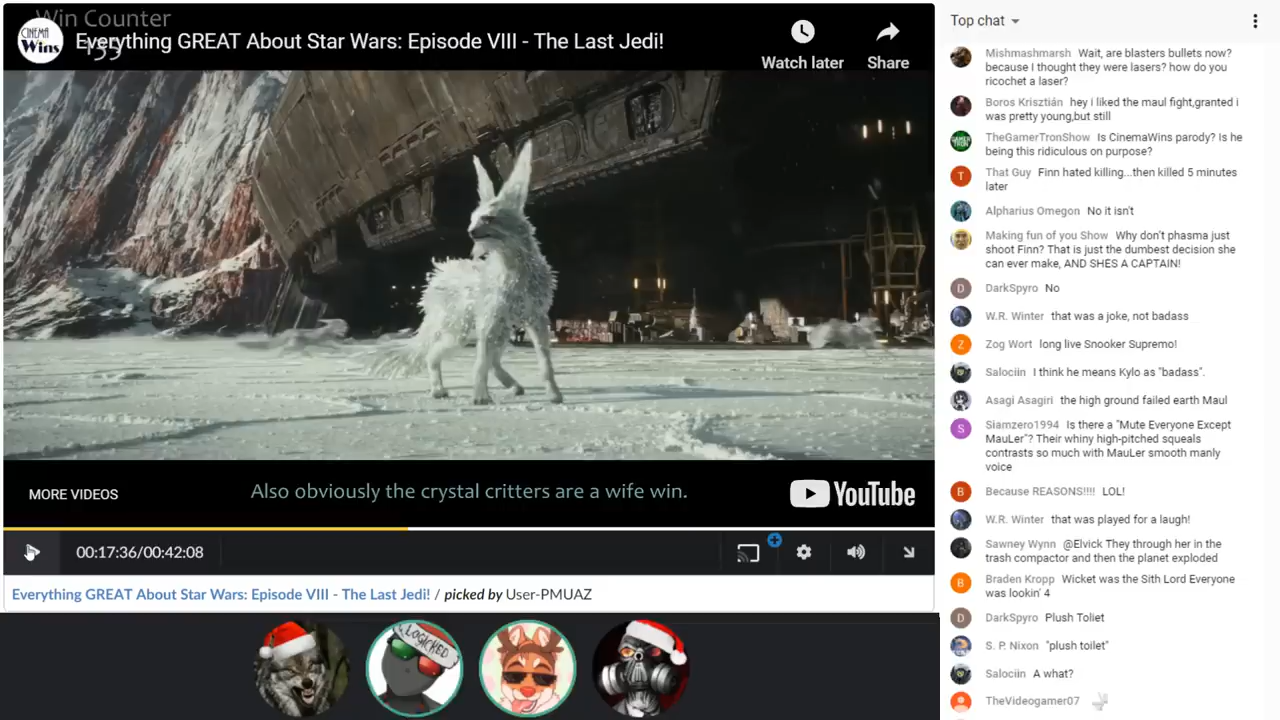 Win Counter
135
CINEMA
Wins
Everything GREAT About Star Wars: Episode VIII - The Last Jedi!
Watch later
Share
MORE VIDEOS
Also obviously the crystal critters are a wife win.
YouTube
00:17:36/00:42:08
Everything GREAT About Star Wars: Episode VIII - The Last Jedi! / picked by User-PMUAZ
LOGICKED
Top chat
Mishmashmarsh Wait, are blasters bullets now?
because I thought they were lasers? how do you
ricochet a laser?
Boros Krisztián hey i liked the maul fight,granted i
was pretty young,but still
GAMER
TRON
TheGamerTronShow Is CinemaWins parody? Is he
being this ridiculous on purpose?
T
That Guy Finn hated killing...then killed 5 minutes
later
Alpharius Omegon No it isn't
Making fun of you Show Why don't phasma just
shoot Finn? That is just the dumbest decision she
can ever make, AND SHES A CAPTAIN!
D
DarkSpyro No
W.R. Winter that was a joke, not badass
Z
Zog Wort long live Snooker Supremo!
Salociin I think he means Kylo as "badass".
Asagi Asagiri the high ground failed earth Maul
S
Siamzero1994 Is there a "Mute Everyone Except
MauLer"? Their whiny high-pitched squeals
contrasts so much with MauLer smooth manly
voice
B
Because REASONS!!!! LOL!
W.R. Winter that was played for a laugh!
Sawney Wynn @Elvick They through her in the
trash compactor and then the planet exploded
B
Braden Kropp Wicket was the Sith Lord Everyone
was lookin' 4
D
DarkSpyro Plush Toliet
S. P. Nixon "plush toilet"
Salociin A what?
TheVideogamer07